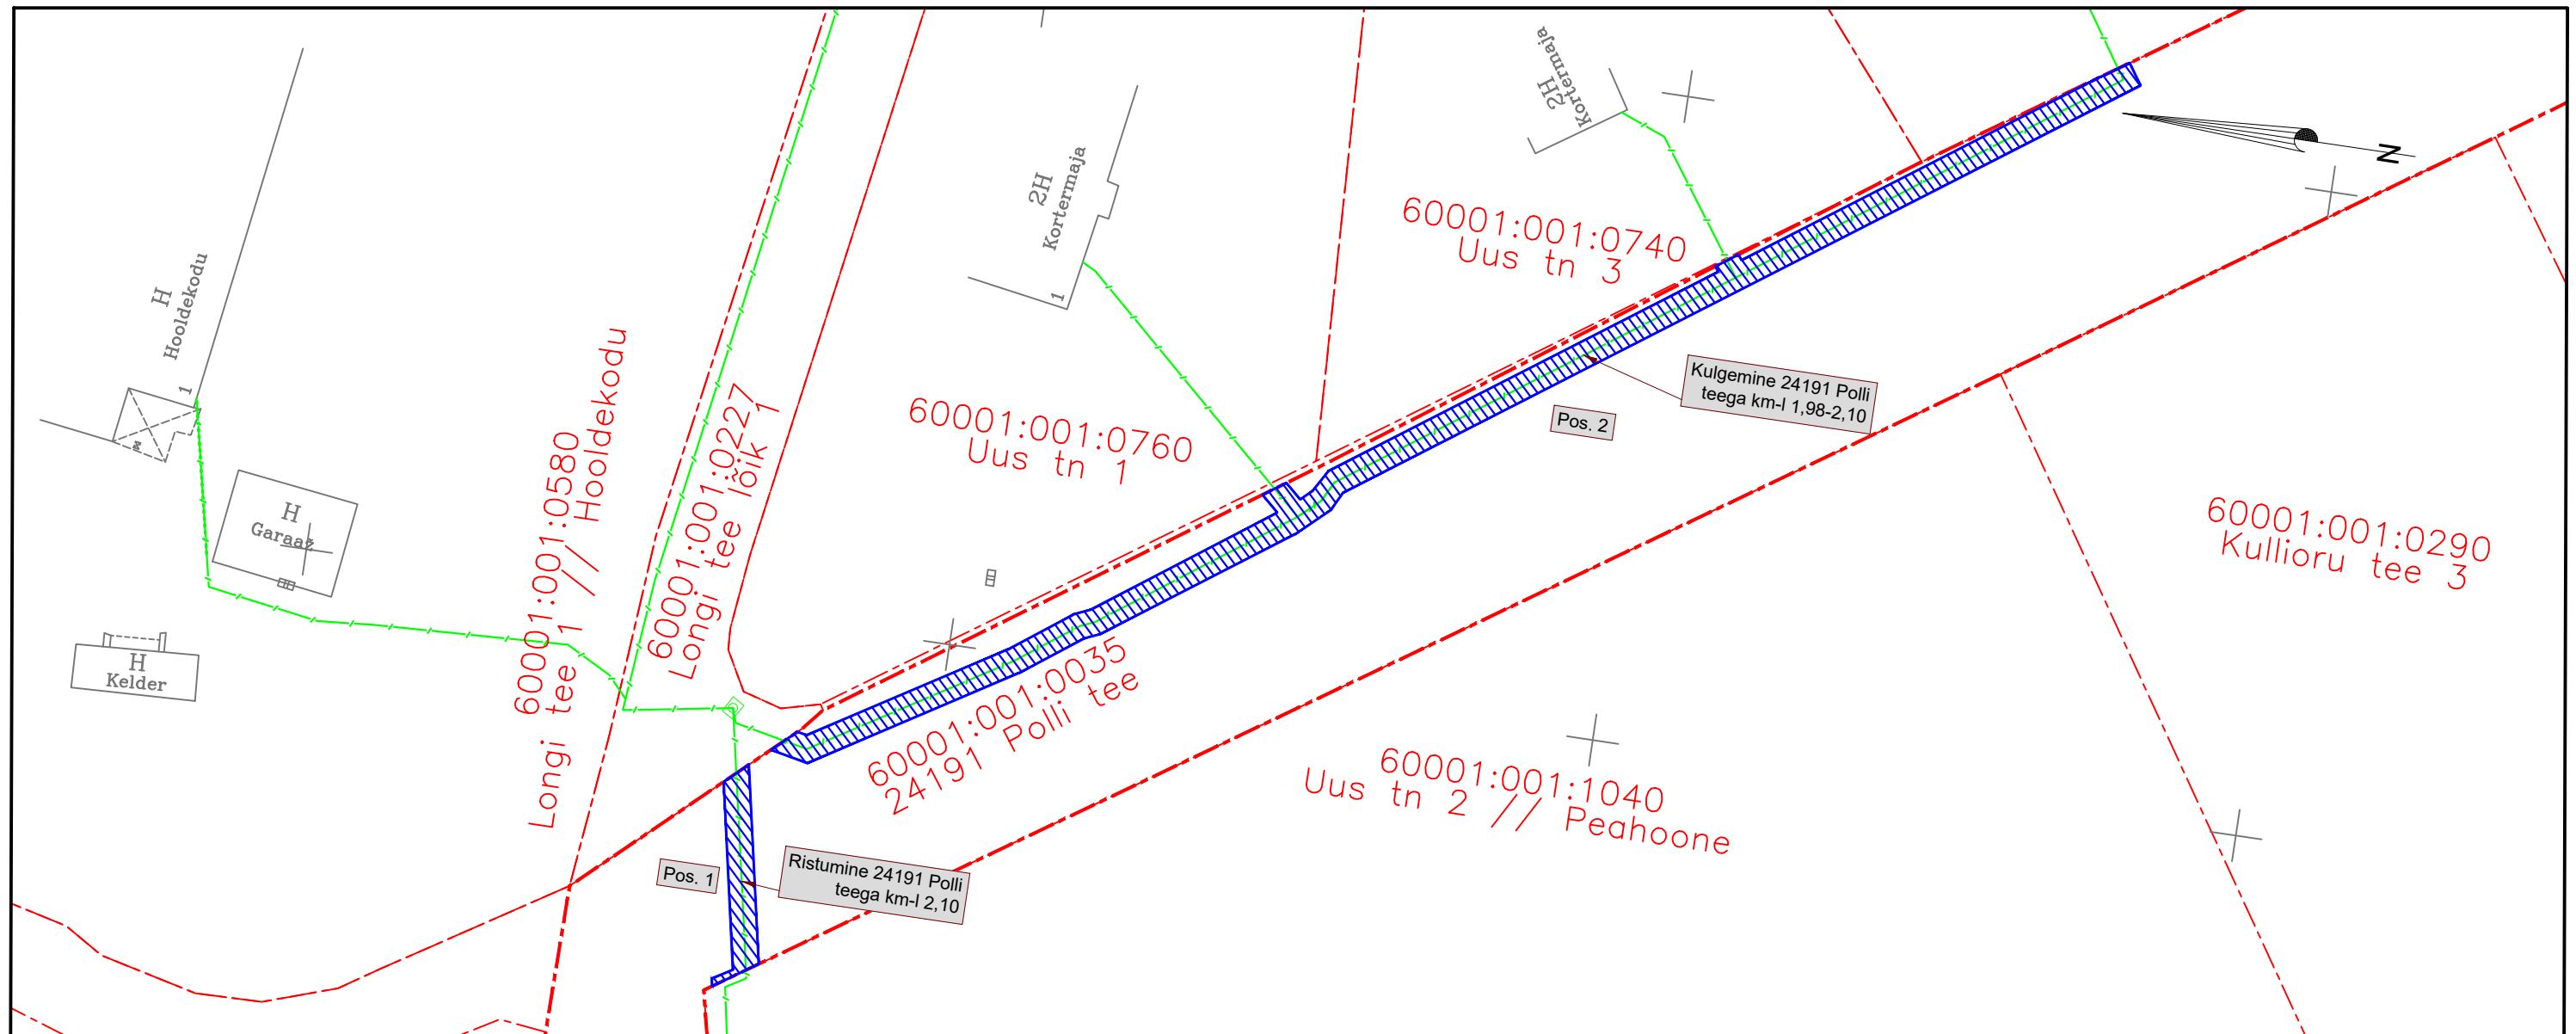 H
Hooldekodu
1
H
Garaaž
H
Kelder
60001:001:0580
Longi tee 1 // Hooldekodu
60001:001:0227
Longi tee lõik 1
2H
Kortermaja
1
2H
Kortermaja
60001:001:0760
Uus tn 1
60001:001:0740
Uus tn 3
N
Kulgemine 24191 Polli
teega km-l 1,98-2,10
Pos. 2
60001:001:0290
Kullioru tee 3
60001:001:0035
24191 Polli tee
60001:001:1040
Uus tn 2 // Peahoone
Pos. 1
Ristumine 24191 Polli
teega km-l 2,10